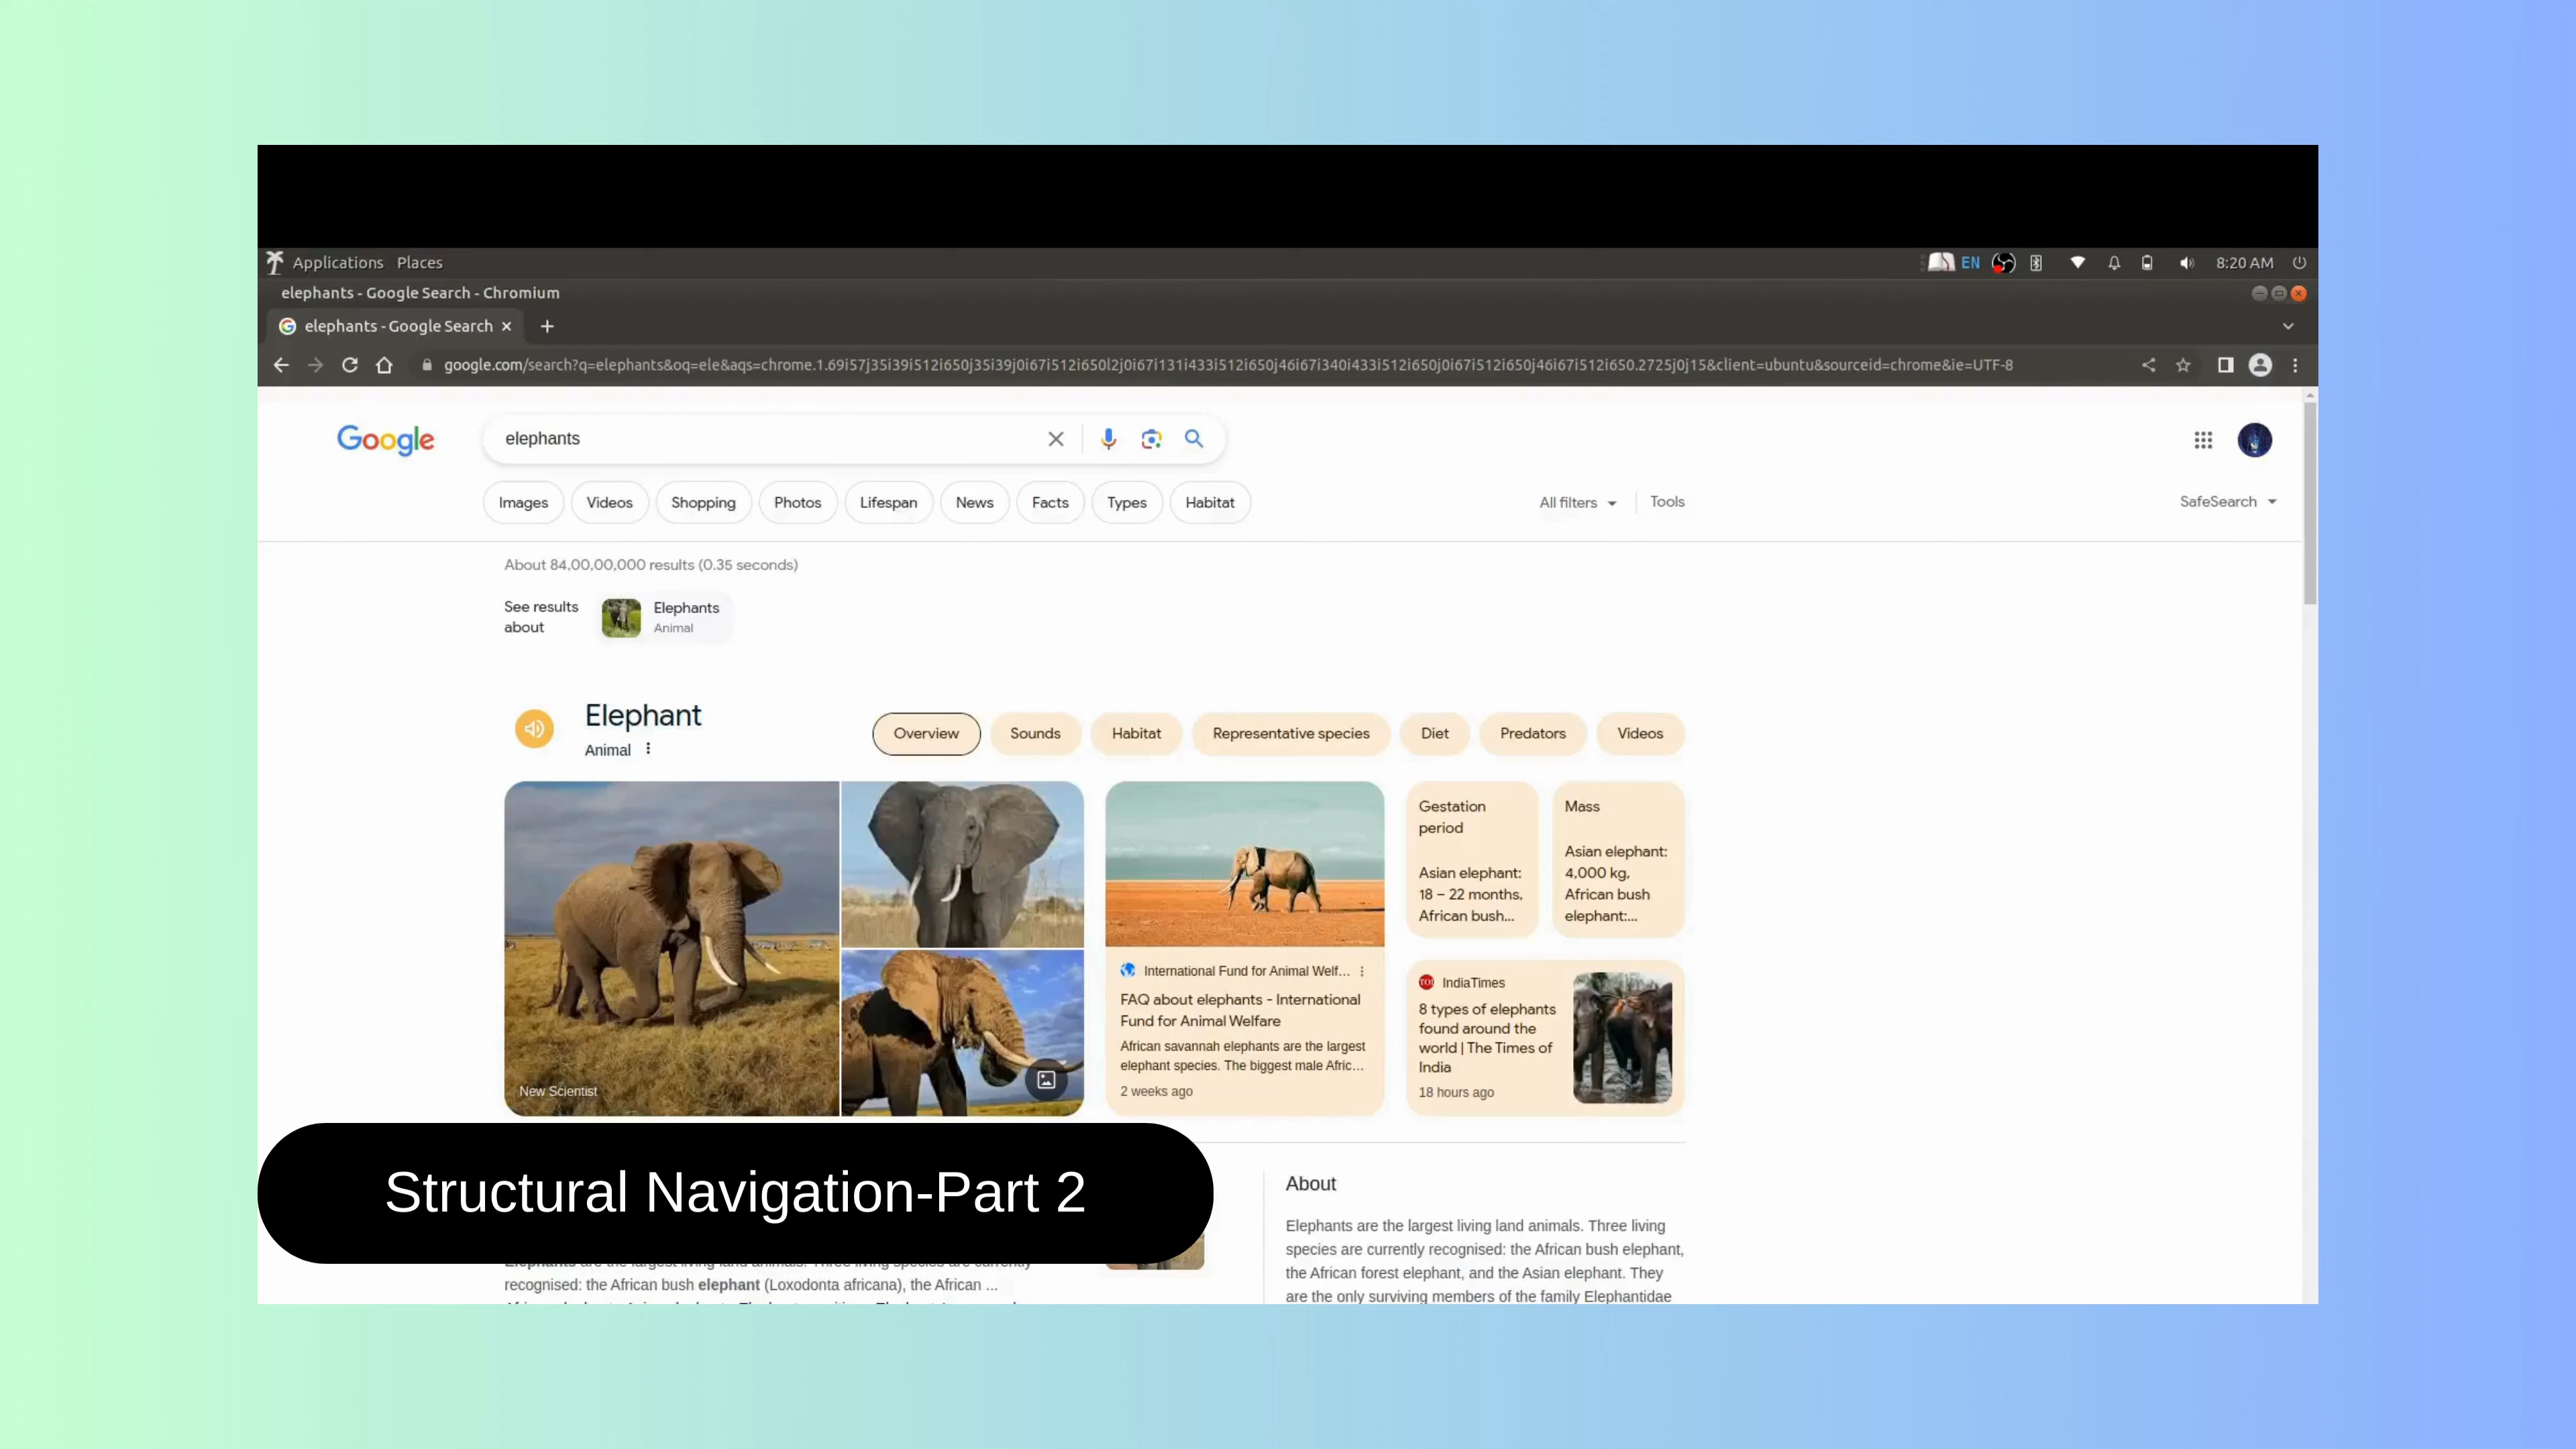 Applications Places
EN
8:20 AM
elephants - Google Search - Chromium
elephants - Google Search
google.com/search?q=elephants&oq=ele&aqs=chrome.1.69i57j35i39i512i650j35i39j0i67i512i650l2j0i67i131i433i512i650j46i67i340i433i512i650j0i67i512i650j46i67i512i650.2725j0j15&client=ubuntu&sourceid=chrome&ie=UTF-8
Google
elephants
Images Videos Shopping Photos Lifespan News Facts Types Habitat
All filters Tools
SafeSearch
About 84,00,00,000 results (0.35 seconds)
See results
about
Elephants
Animal
Elephant
Animal
Overview Sounds Habitat Representative species Diet Predators Videos
New Scientist
International Fund for Animal Welf...
FAQ about elephants - International
Fund for Animal Welfare
African savannah elephants are the largest
elephant species. The biggest male Afric...
2 weeks ago
Gestation
period
Asian elephant:
18 – 22 months,
African bush...
Mass
Asian elephant:
4,000 kg,
African bush
elephant:...
TOI
IndiaTimes
8 types of elephants
found around the
world | The Times of
India
18 hours ago
Structural Navigation-Part 2
recognised: the African bush elephant (Loxodonta africana), the African ...
About
Elephants are the largest living land animals. Three living
species are currently recognised: the African bush elephant,
the African forest elephant, and the Asian elephant. They
are the only surviving members of the family Elephantidae